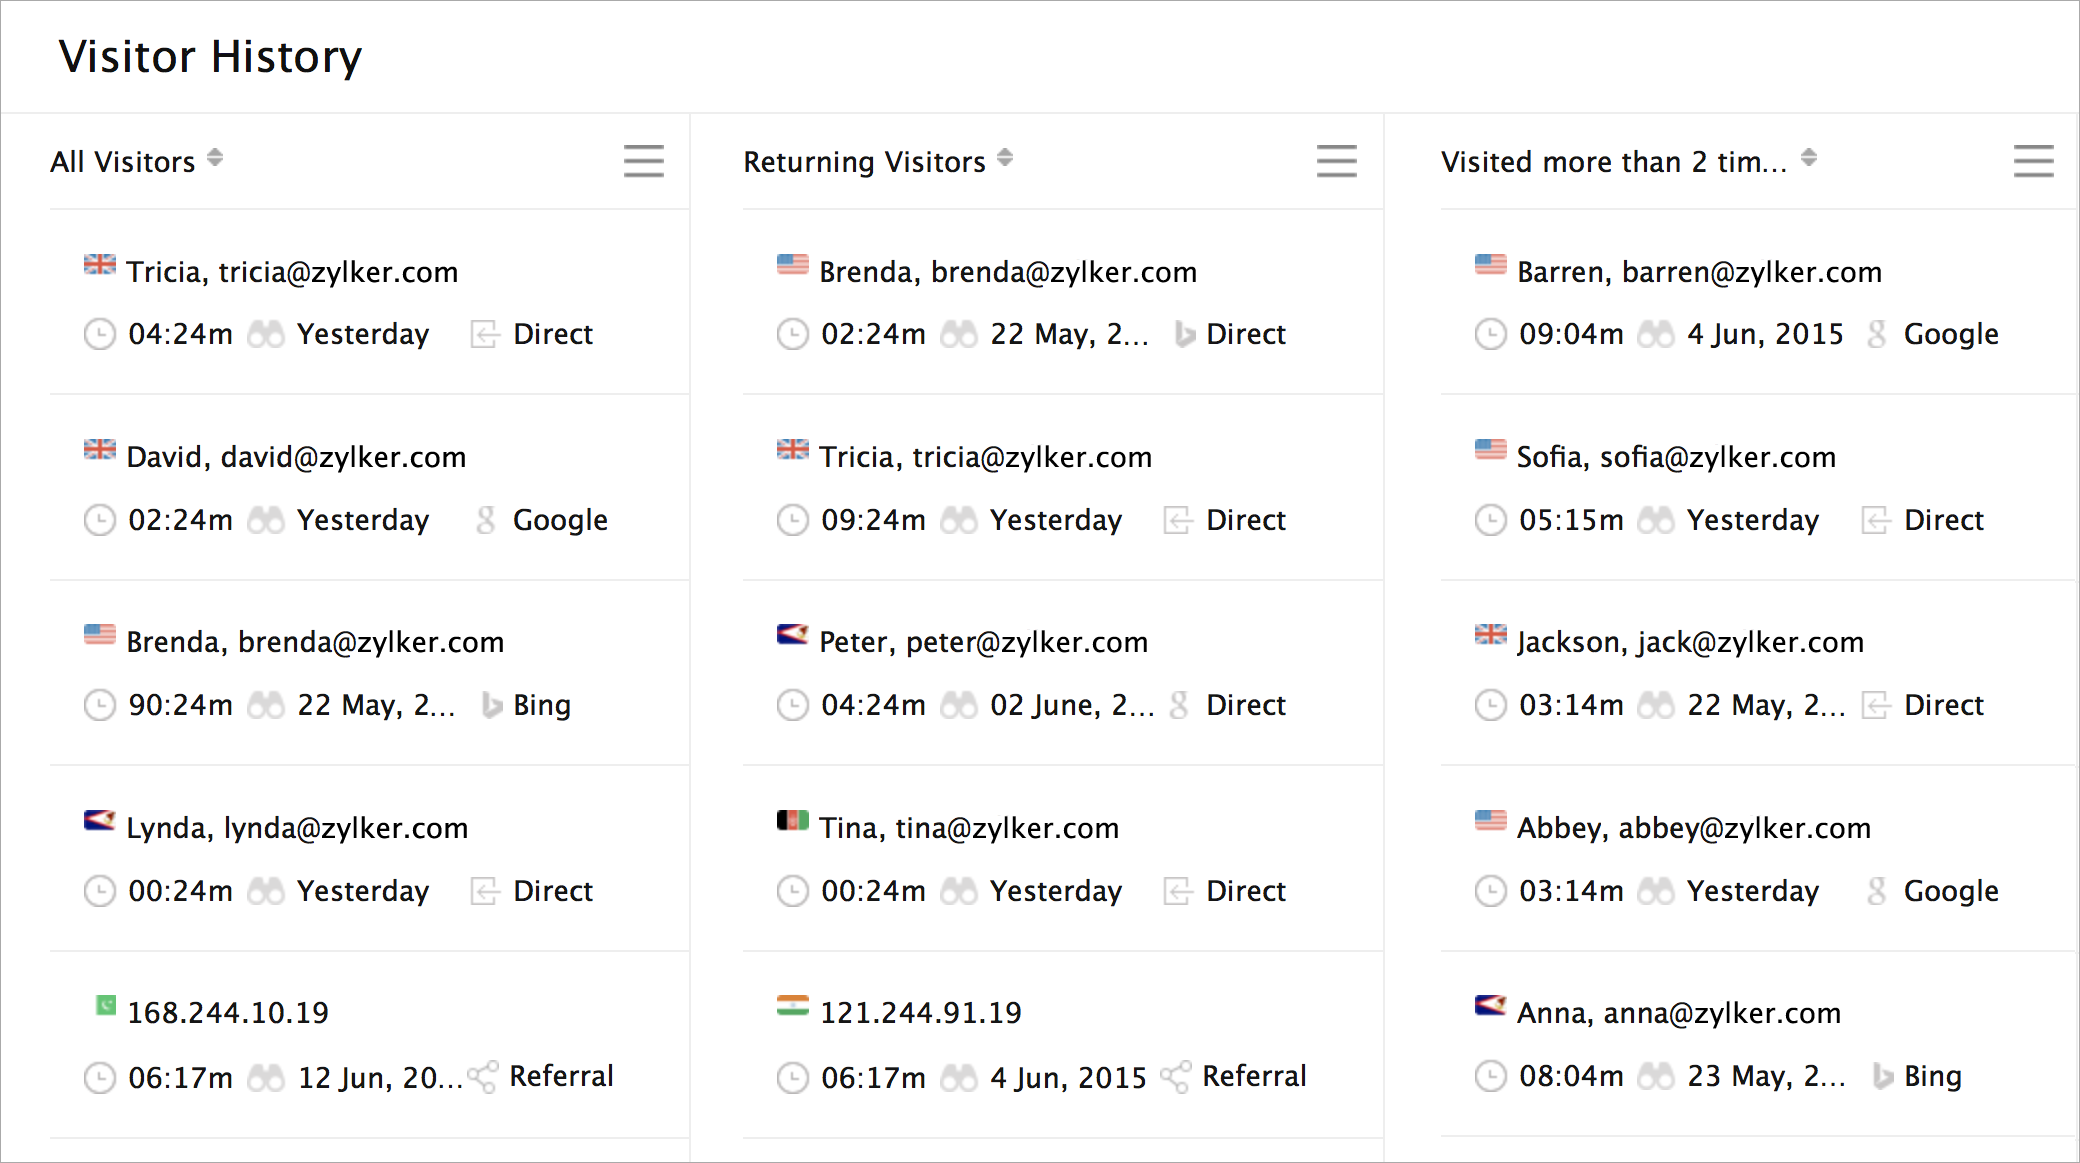 Visitor History
All Visitors
Tricia, tricia@zylker.com
04:24m Yesterday Direct
David, david@zylker.com
02:24m Yesterday Google
Brenda, brenda@zylker.com
90:24m 22 May, 2... Bing
Lynda, lynda@zylker.com
00:24m Yesterday Direct
168.244.10.19
06:17m 12 Jun, 20... Referral
Returning Visitors
Brenda, brenda@zylker.com
02:24m 22 May, 2... Direct
Tricia, tricia@zylker.com
09:24m Yesterday Direct
Peter, peter@zylker.com
04:24m 02 June, 2... Direct
Tina, tina@zylker.com
00:24m Yesterday Direct
121.244.91.19
06:17m 4 Jun, 2015 Referral
Visited more than 2 tim...
Barren, barren@zylker.com
09:04m 4 Jun, 2015 Google
Sofia, sofia@zylker.com
05:15m Yesterday Direct
Jackson, jack@zylker.com
03:14m 22 May, 2... Direct
Abbey, abbey@zylker.com
03:14m Yesterday Google
Anna, anna@zylker.com
08:04m 23 May, 2... Bing